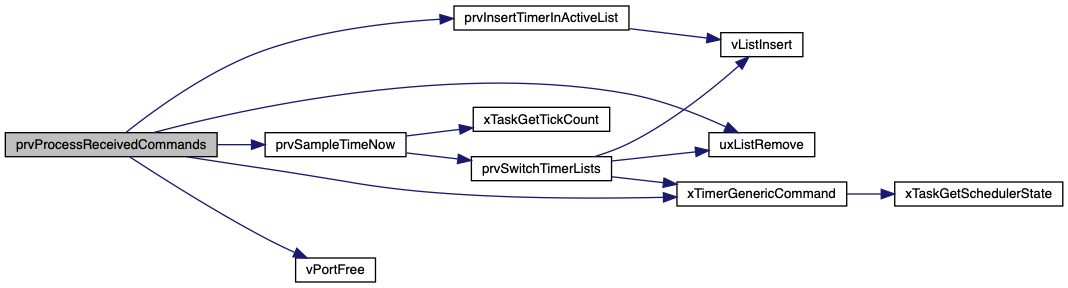 prvInsertTimerInActiveList
vListInsert
xTaskGetTickCount
prvProcessReceivedCommands
prvSampleTimeNow
uxListRemove
prvSwitchTimerLists
xTimerGenericCommand
xTaskGetSchedulerState
vPortFree